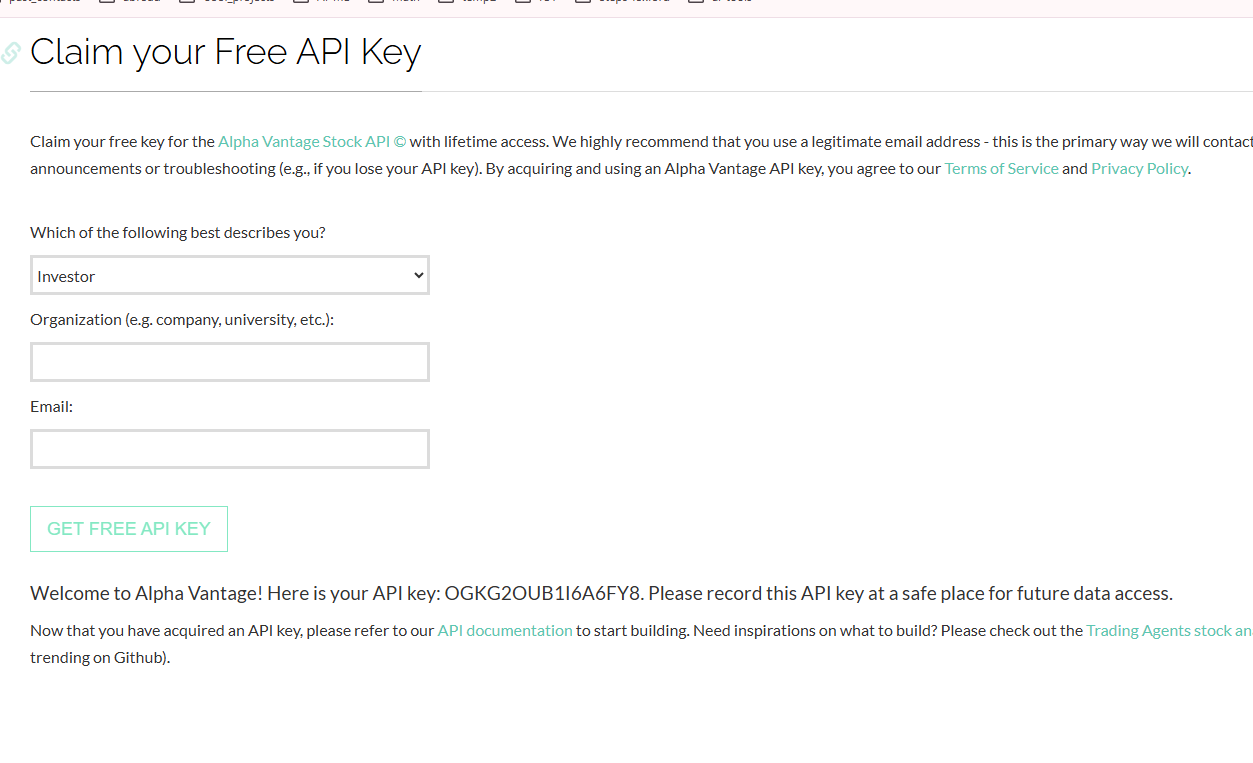 Claim your Free API Key
Claim your free key for the Alpha Vantage Stock API © with lifetime access. We highly recommend that you use a legitimate email address - this is the primary way we will contact
announcements or troubleshooting (e.g., if you lose your API key). By acquiring and using an Alpha Vantage API key, you agree to our Terms of Service and Privacy Policy.
Which of the following best describes you?
Investor
Organization (e.g. company, university, etc.):
Email:
GET FREE API KEY
Welcome to Alpha Vantage! Here is your API key: OGKG2OUB1I6A6FY8. Please record this API key at a safe place for future data access.
Now that you have acquired an API key, please refer to our API documentation to start building. Need inspirations on what to build? Please check out the Trading Agents stock an
trending on Github).